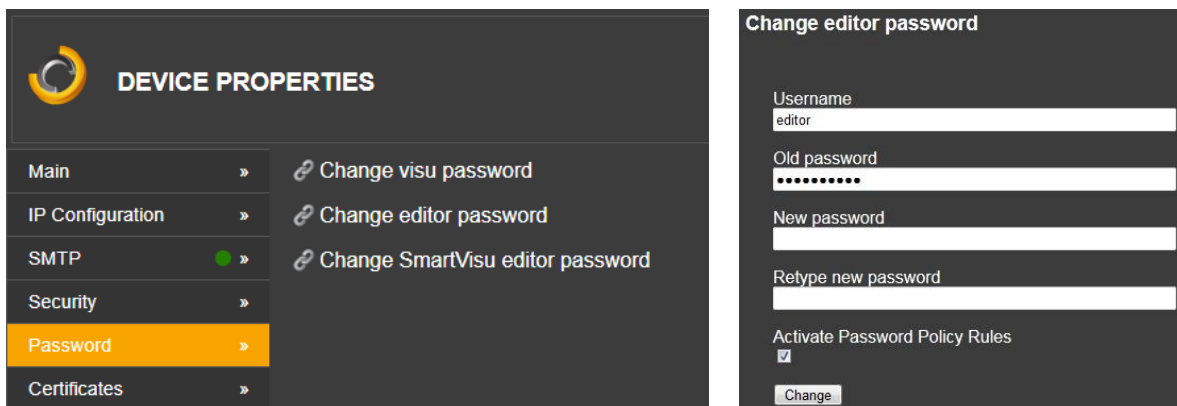 DEVICE PROPERTIES
Main »
IP Configuration »
SMTP »
Security »
Password »
Certificates »
Change visu password
Change editor password
Change SmartVisu editor password
Change editor password
Username
editor
Old password
••••••••••
New password
Retype new password
Activate Password Policy Rules
Change